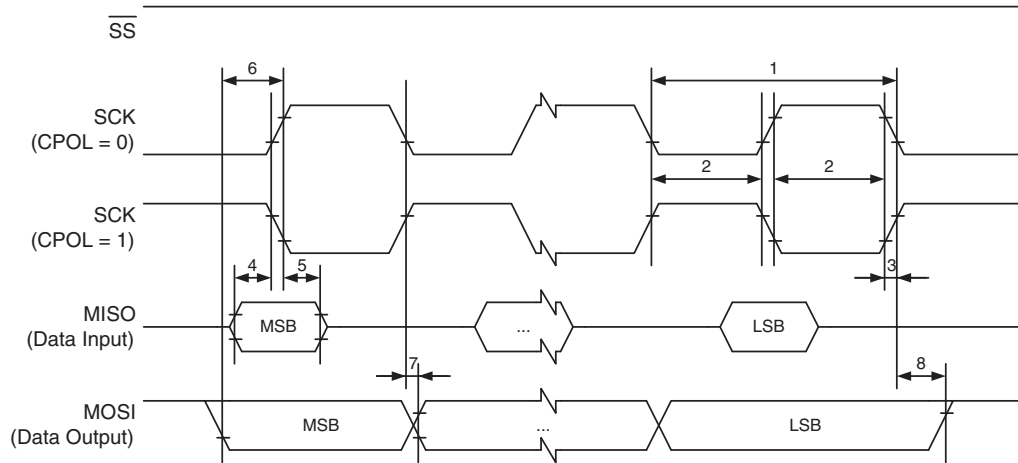 SS
6
1
SCK
(CPOL = 0)
2
2
SCK
(CPOL = 1)
4
5
3
MISO
(Data Input)
MSB
...
LSB
7
8
MOSI
(Data Output)
MSB
...
LSB